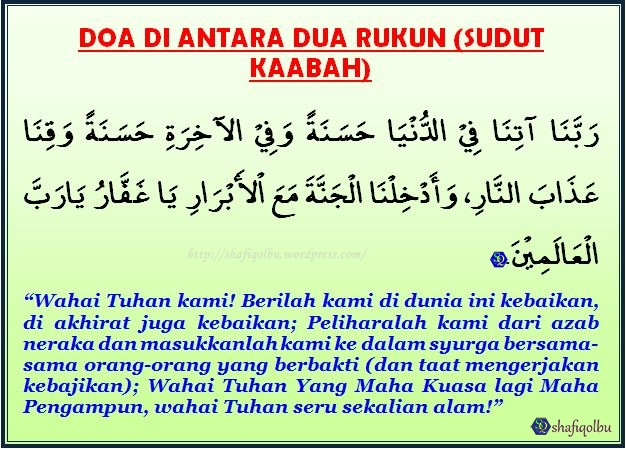 DOA DI ANTARA DUA RUKUN (SUDUT
KAABAH)
رَبَّنَا آتِنَا فِيْ الدُّنْيَا حَسَنَةً وَفِيْ الآخِرَةِ حَسَنَةً وَقِنَا
عَذَابَ النَّارِ، وَأَدْخِلْنَا الْجَنَّةَ مَعَ الْأَبْرَارِ يَا غَفَّارُ يَارَبَّ
http://shafiqolbu.wordpress.com/
الْعَالَمِيْنَ
“Wahai Tuhan kami! Berilah kami di dunia ini kebaikan,
di akhirat juga kebaikan; Peliharalah kami dari azab
neraka dan masukkanlah kami ke dalam syurga bersama-
sama orang-orang yang berbakti (dan taat mengerjakan
kebajikan); Wahai Tuhan Yang Maha Kuasa lagi Maha
Pengampun, wahai Tuhan seru sekalian alam!”
shafiqolbu